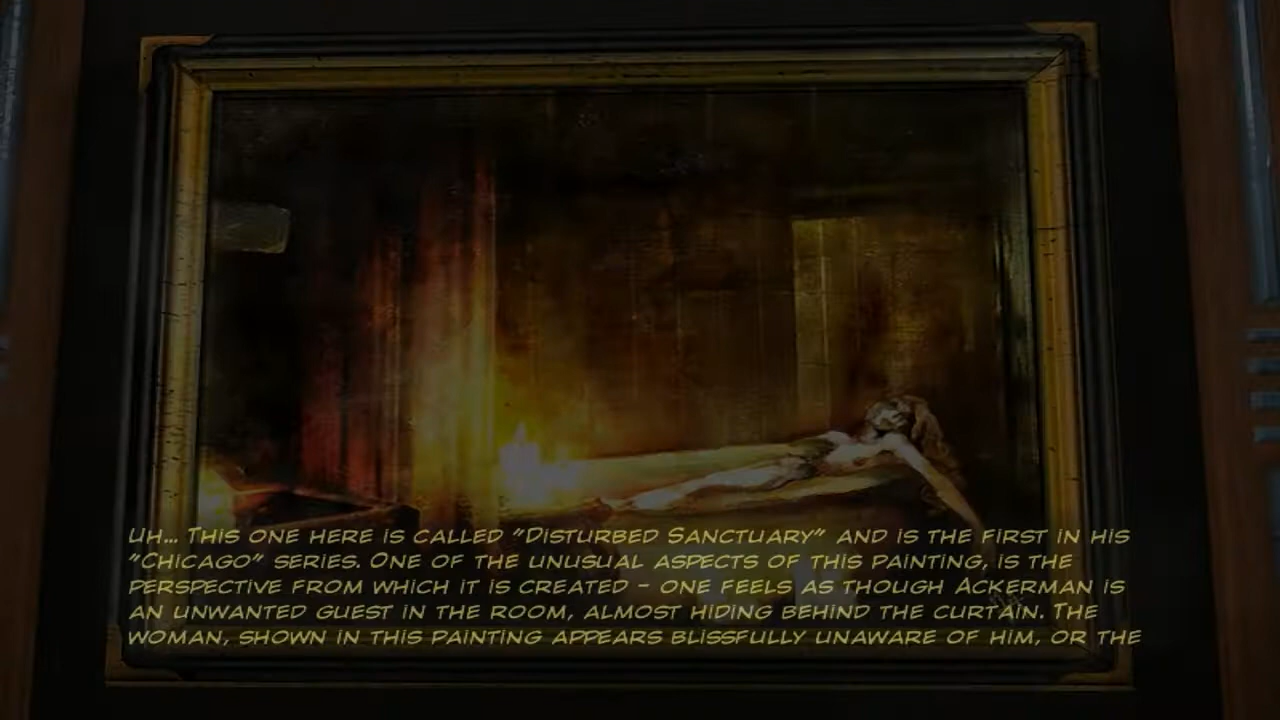 Uh... This one here is called "Disturbed Sanctuary" and is the first in his
"Chicago" series. One of the unusual aspects of this painting, is the
perspective from which it is created - one feels as though Ackerman is
an unwanted guest in the room, almost hiding behind the curtain. The
woman, shown in this painting appears blissfully unaware of him, or the